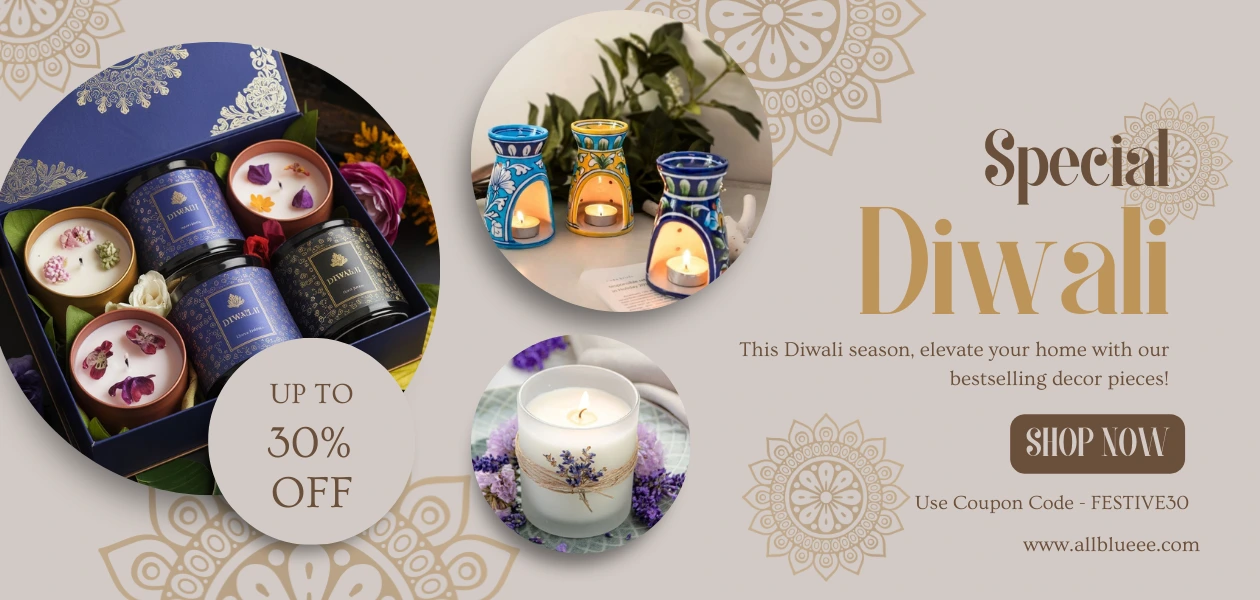 Special
Diwali
This Diwali season, elevate your home with our
bestselling decor pieces!
SHOP NOW
Use Coupon Code - FESTIVE30
www.allblueee.com
UP TO
30%
OFF
DIWALI
DIWALI
DIWALI